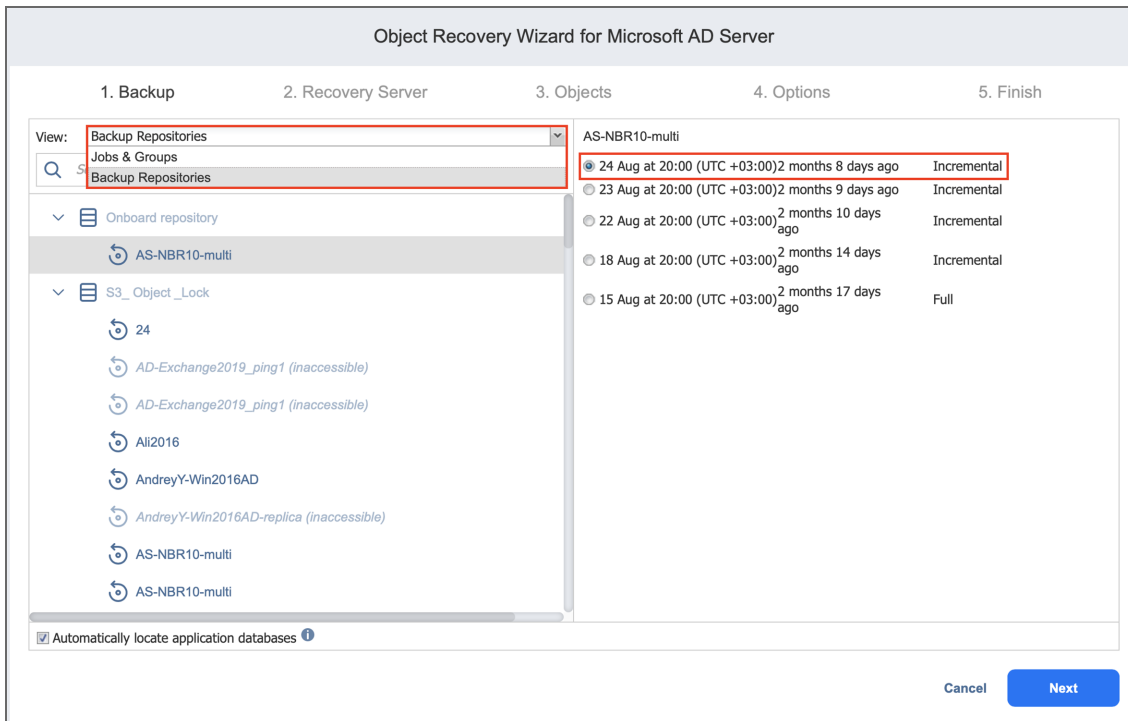 Object Recovery Wizard for Microsoft AD Server
1. Backup 2. Recovery Server 3. Objects 4. Options 5. Finish
View: Backup Repositories
Jobs & Groups
Backup Repositories
Onboard repository
AS-NBR10-multi
S3_ Object _Lock
24
AD-Exchange2019_ping1 (inaccessible)
AD-Exchange2019_ping1 (inaccessible)
Ali2016
AndreyY-Win2016AD
AndreyY-Win2016AD-replica (inaccessible)
AS-NBR10-multi
AS-NBR10-multi
Automatically locate application databases
AS-NBR10-multi
24 Aug at 20:00 (UTC +03:00) 2 months 8 days ago Incremental
23 Aug at 20:00 (UTC +03:00) 2 months 9 days ago Incremental
22 Aug at 20:00 (UTC +03:00) 2 months 10 days
ago Incremental
18 Aug at 20:00 (UTC +03:00) 2 months 14 days
ago Incremental
15 Aug at 20:00 (UTC +03:00) 2 months 17 days
ago Full
Cancel Next